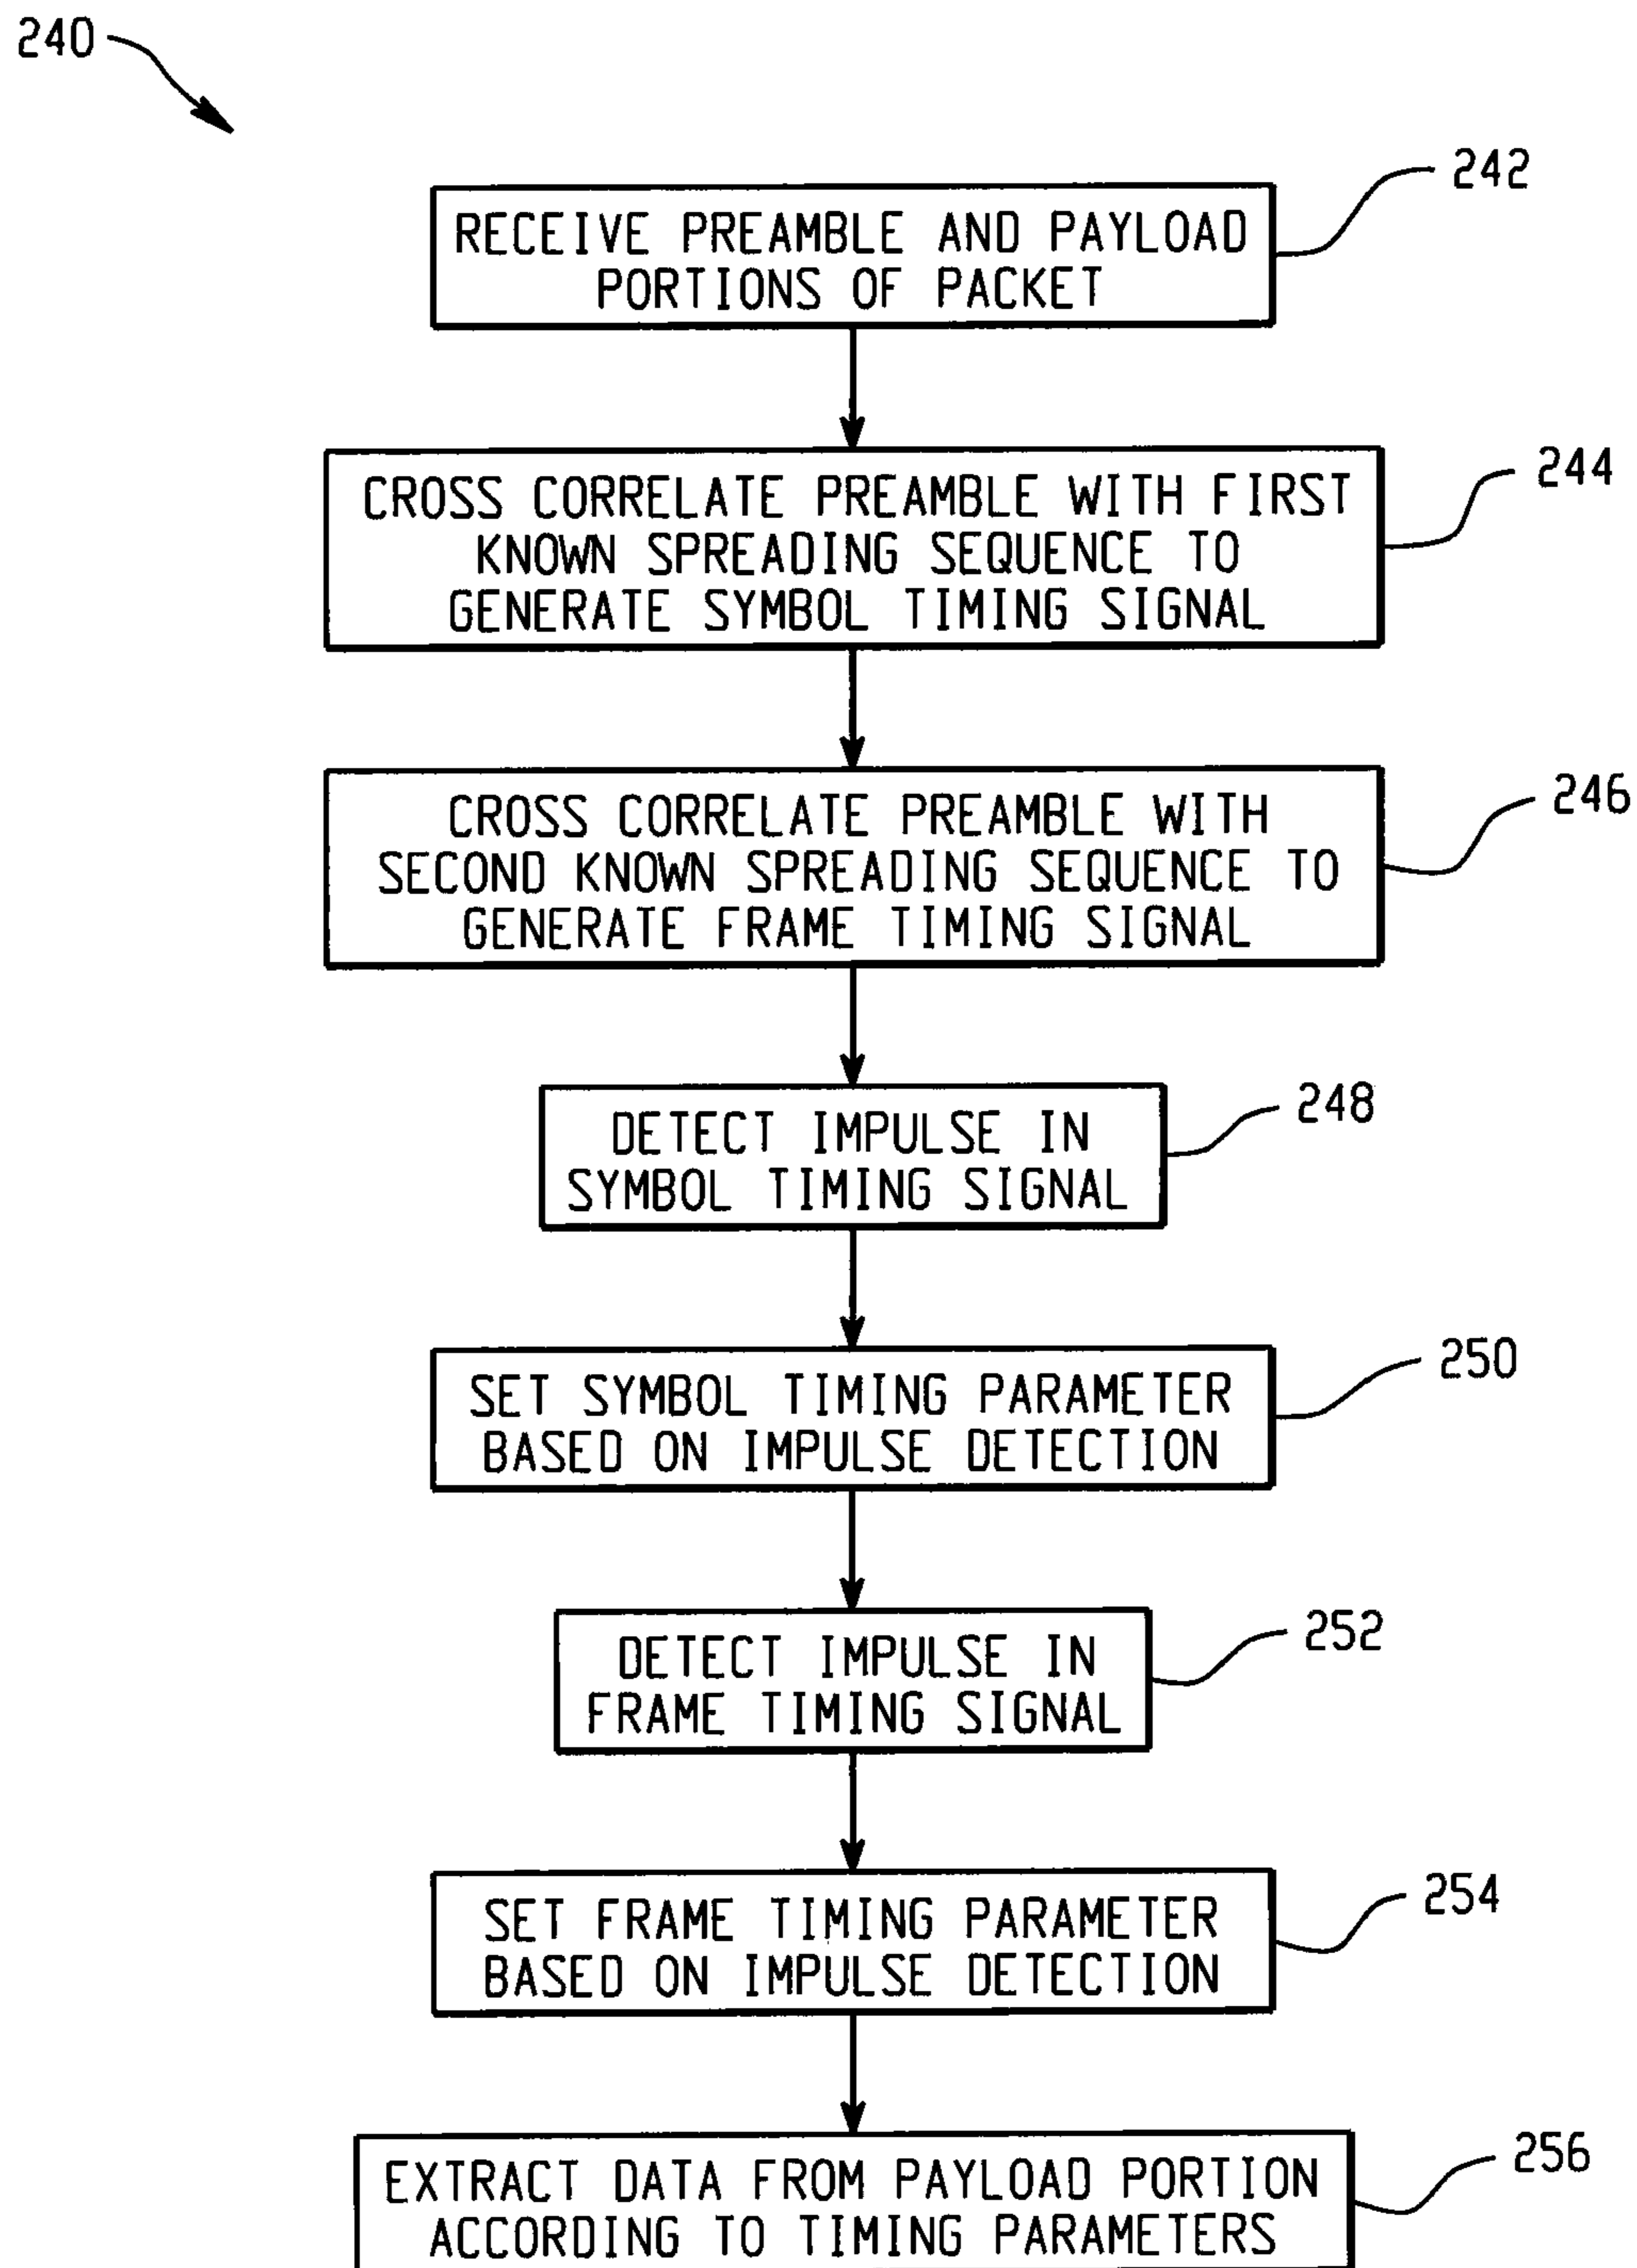 240
242
RECEIVE PREAMBLE AND PAYLOAD
PORTIONS OF PACKET
244
CROSS CORRELATE PREAMBLE WITH FIRST
KNOWN SPREADING SEQUENCE TO
GENERATE SYMBOL TIMING SIGNAL
246
CROSS CORRELATE PREAMBLE WITH
SECOND KNOWN SPREADING SEQUENCE TO
GENERATE FRAME TIMING SIGNAL
248
DETECT IMPULSE IN
SYMBOL TIMING SIGNAL
250
SET SYMBOL TIMING PARAMETER
BASED ON IMPULSE DETECTION
252
DETECT IMPULSE IN
FRAME TIMING SIGNAL
254
SET FRAME TIMING PARAMETER
BASED ON IMPULSE DETECTION
256
EXTRACT DATA FROM PAYLOAD PORTION
ACCORDING TO TIMING PARAMETERS